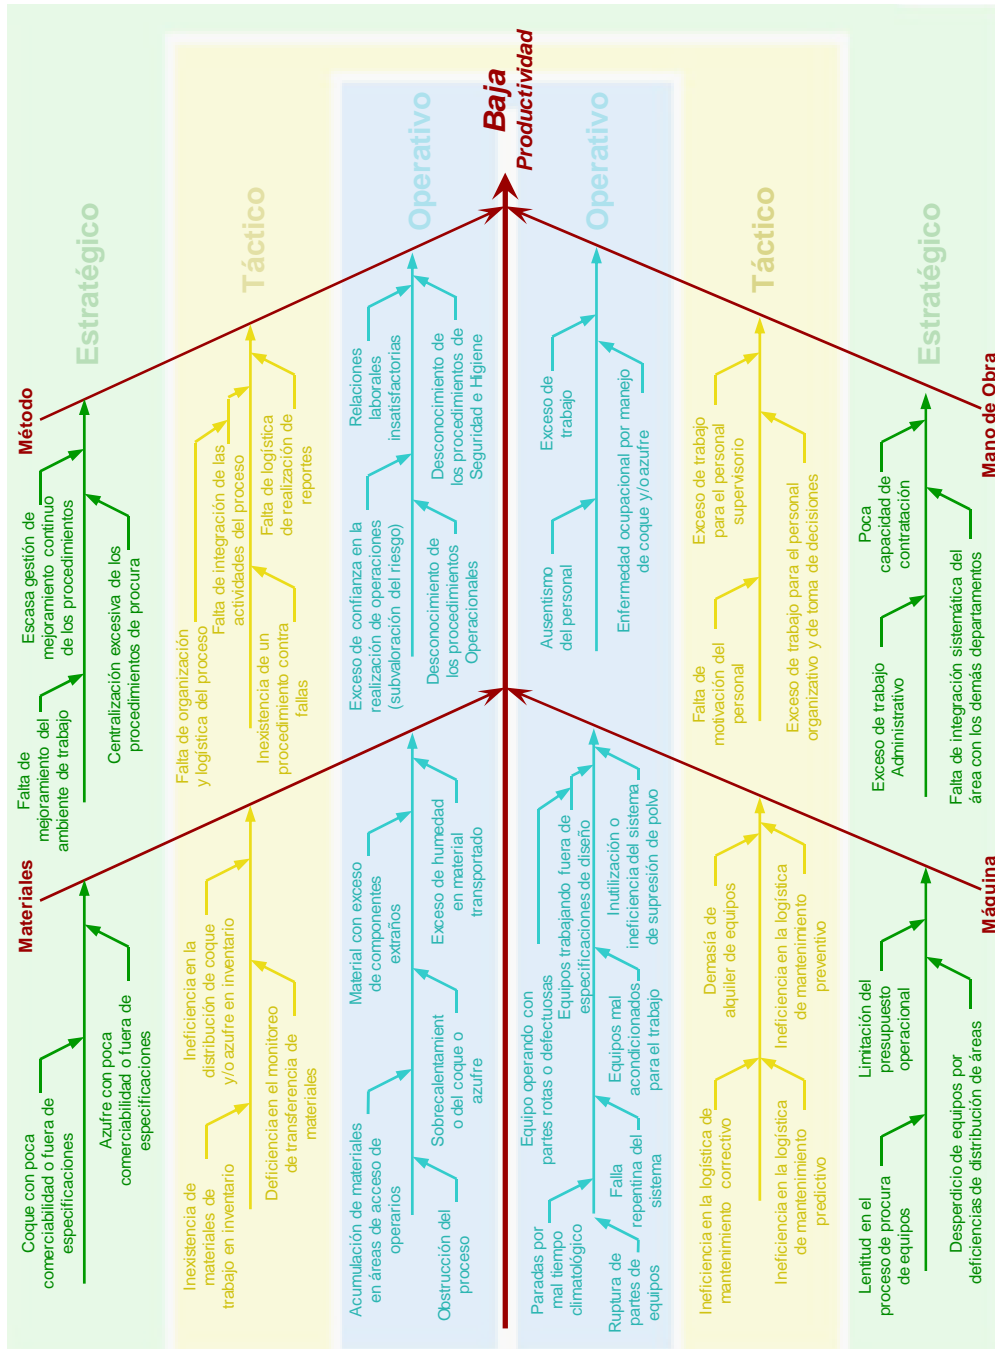 Baja
Productividad
Materiales
Método
Máquina
Mano de Obra
Estratégico
Táctico
Operativo
Operativo
Táctico
Estratégico
Coque con poca
comerciabilidad o fuera de
especificaciones
Azufre con poca
comerciabilidad o fuera de
especificaciones
Falta de
mejoramiento del
ambiente de trabajo
Escasa gestión de
mejoramiento continuo
de los procedimientos
Centralización excesiva de los
procedimientos de procura
Inexistencia de
materiales de
trabajo en inventario
Ineficiencia en la
distribución de coque
y/o azufre en inventario
Deficiencia en el monitoreo
de transferencia de
materiales
Falta de organización
y logística del proceso
Falta de integración de las
actividades del proceso
Inexistencia de un
procedimiento contra
fallas
Falta de logística
de realización de
reportes
Acumulación de materiales
en áreas de acceso de
operarios
Material con exceso
de componentes
extraños
Obstrucción del
proceso
Sobrecalentamient
o del coque o
azufre
Exceso de humedad
en material
transportado
Exceso de confianza en la
realización de operaciones
(subvaloración del riesgo)
Relaciones
laborales
insatisfactorias
Desconocimiento de
los procedimientos
Operacionales
Desconocimiento de
los procedimientos de
Seguridad e Higiene
Paradas por
mal tiempo
climatológico
Equipo operando con
partes rotas o defectuosas
Equipos trabajando fuera de
especificaciones de diseño
Ruptura de
partes de
equipos
Falla
repentina del
sistema
Equipos mal
acondicionados
para el trabajo
Inutilización o
ineficiencia del sistema
de supresión de polvo
Ausentismo
del personal
Exceso de
trabajo
Enfermedad ocupacional por manejo
de coque y/o azufre
Ineficiencia en la logística de
mantenimiento correctivo
Demasía de
alquiler de equipos
Ineficiencia en la logística
de mantenimiento
predictivo
Ineficiencia en la logística
de mantenimiento
preventivo
Falta de
motivación del
personal
Exceso de trabajo
para el personal
supervisorio
Exceso de trabajo para el personal
organizativo y de toma de decisiones
Lentitud en el
proceso de procura
de equipos
Limitación del
presupuesto
operacional
Desperdicio de equipos por
deficiencias de distribución de áreas
Exceso de trabajo
Administrativo
Poca
capacidad de
contratación
Falta de integración sistemática del
área con los demás departamentos